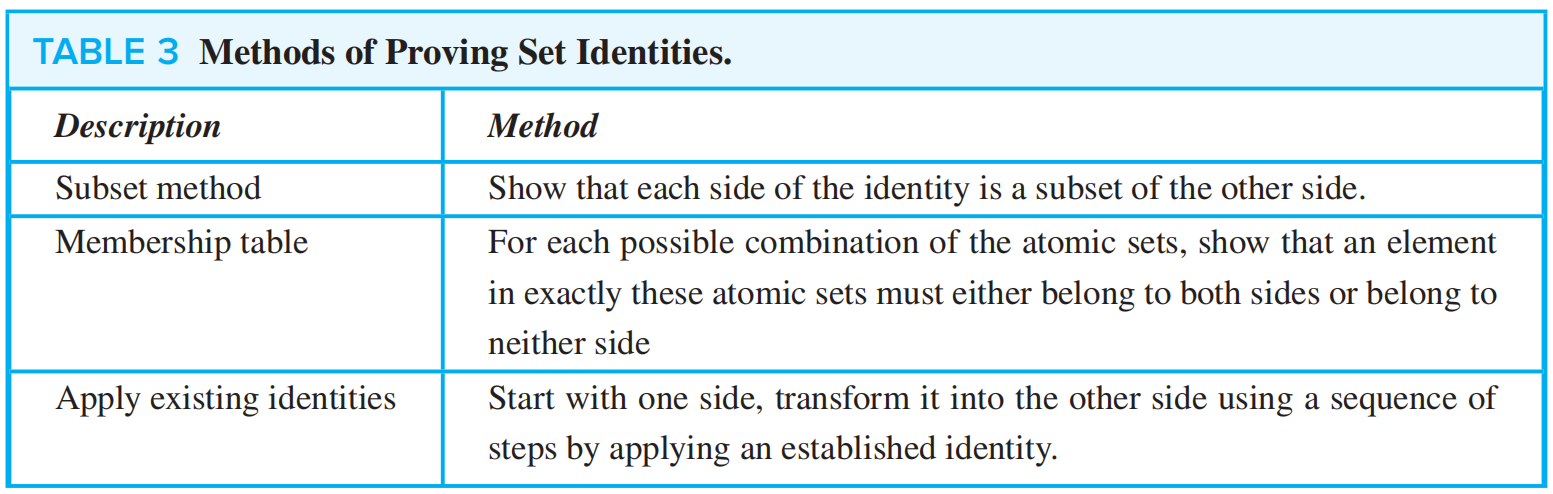 TABLE 3 Methods of Proving Set Identities.
Description Method
Subset method Show that each side of the identity is a subset of the other side.
Membership table For each possible combination of the atomic sets, show that an element
in exactly these atomic sets must either belong to both sides or belong to
neither side
Apply existing identities Start with one side, transform it into the other side using a sequence of
steps by applying an established identity.